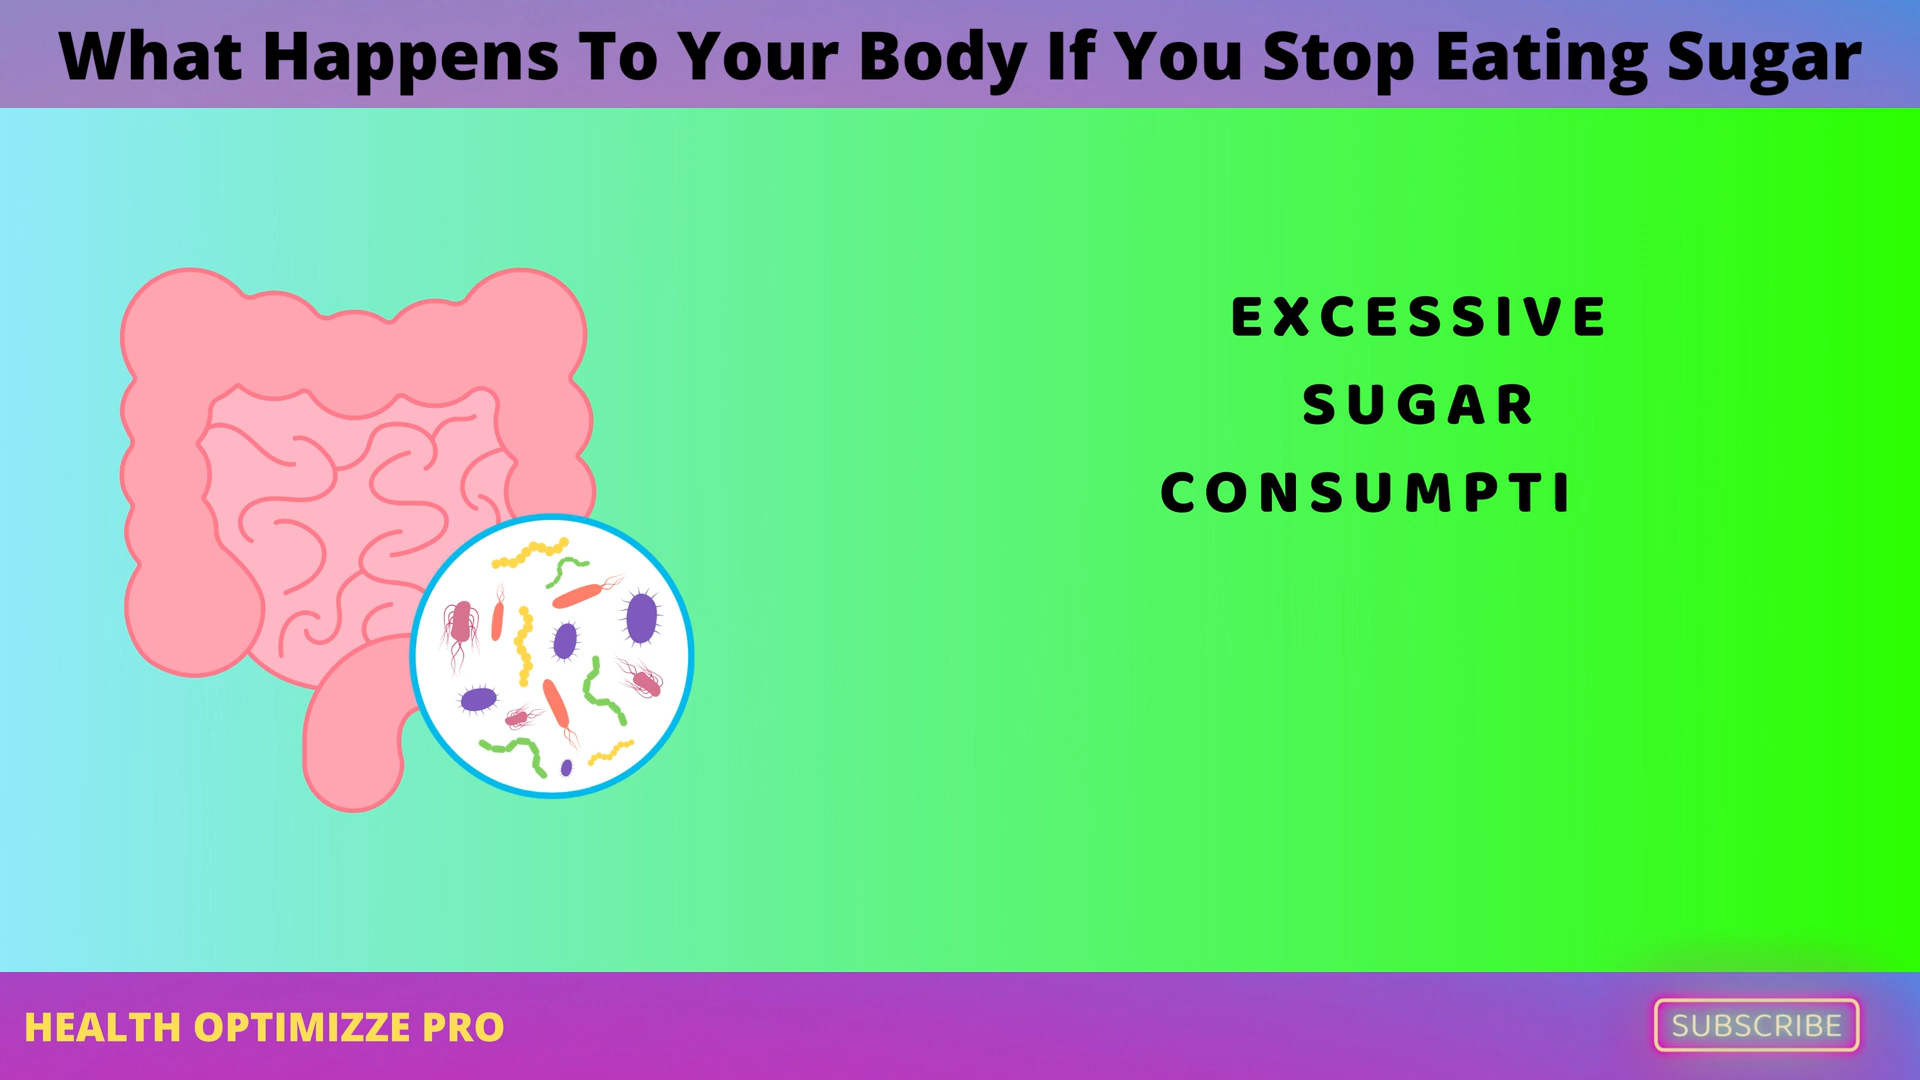 What Happens To Your Body If You Stop Eating Sugar
EXCESSIVE
SUGAR
CONSUMPTI
HEALTH OPTIMIZZE PRO
SUBSCRIBE